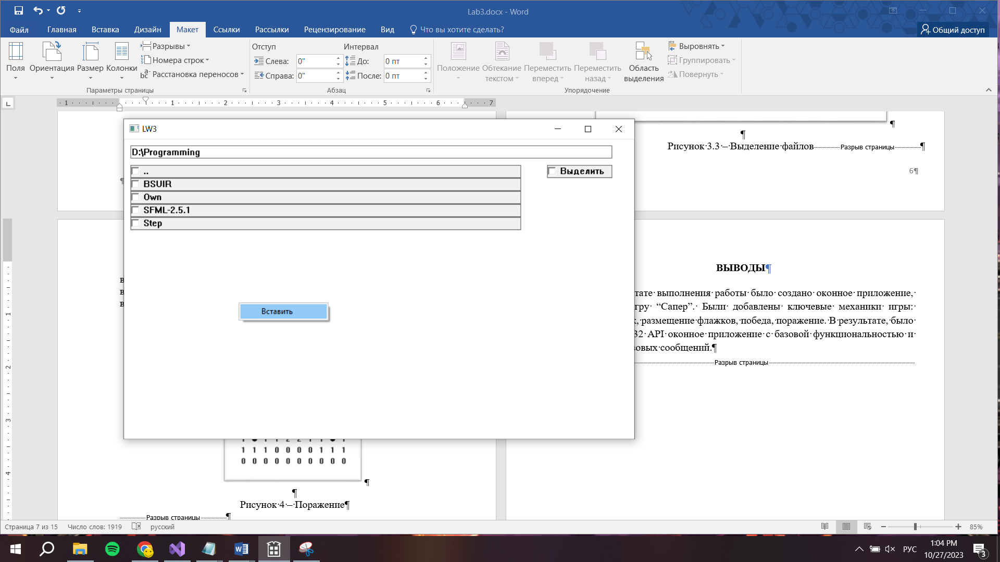 Lab3.docx - Word
Файл
Главная
Вставка
Дизайн
Макет
Ссылки
Рассылки
Рецензирование
Вид
Что вы хотите сделать?
Общий доступ
Поля
Ориентация
Размер
Колонки
Разрывы
Номера строк
Расстановка переносов
Параметры страницы
Отступ
Слева: 0"
Справа: 0"
Интервал
До: 0 пт
После: 0 пт
Абзац
Положение
Обтекание текстом
Переместить вперед
Переместить назад
Область выделения
Выровнять
Группировать
Повернуть
Упорядочение
1 1 2 3 4 5 6 7
LW3
D:\Programming
..
BSUIR
Own
SFML-2.5.1
Step
Выделить
Вставить
¶
¶
Рисунок·3.3·–·Выделение·файлов Разрыв страницы ¶
6¶
ВЫВОДЫ¶
тате· выполнения· работы· было· создано· оконное· приложение,·
гру· “Сапер”.· Были· добавлены· ключевые· механики· игры:·
,·размещение·флажков,·победа,·поражение.·В·результате,·было·
32· API· оконное· приложение· с· базовой· функциональностью· и·
зовых·сообщений.¶
Разрыв страницы
¶
в
в
в
1 1 1 0 0 0 0 1 1 1
0 0 0 0 0 0 0 0 0 0
¶
¶
Рисунок·4·–·Поражение¶
Разрыв страницы ¶
1
2
3
4
Страница 7 из 15
Число слов: 1919
русский
85%
РУС
1:04 PM
10/27/2023
3